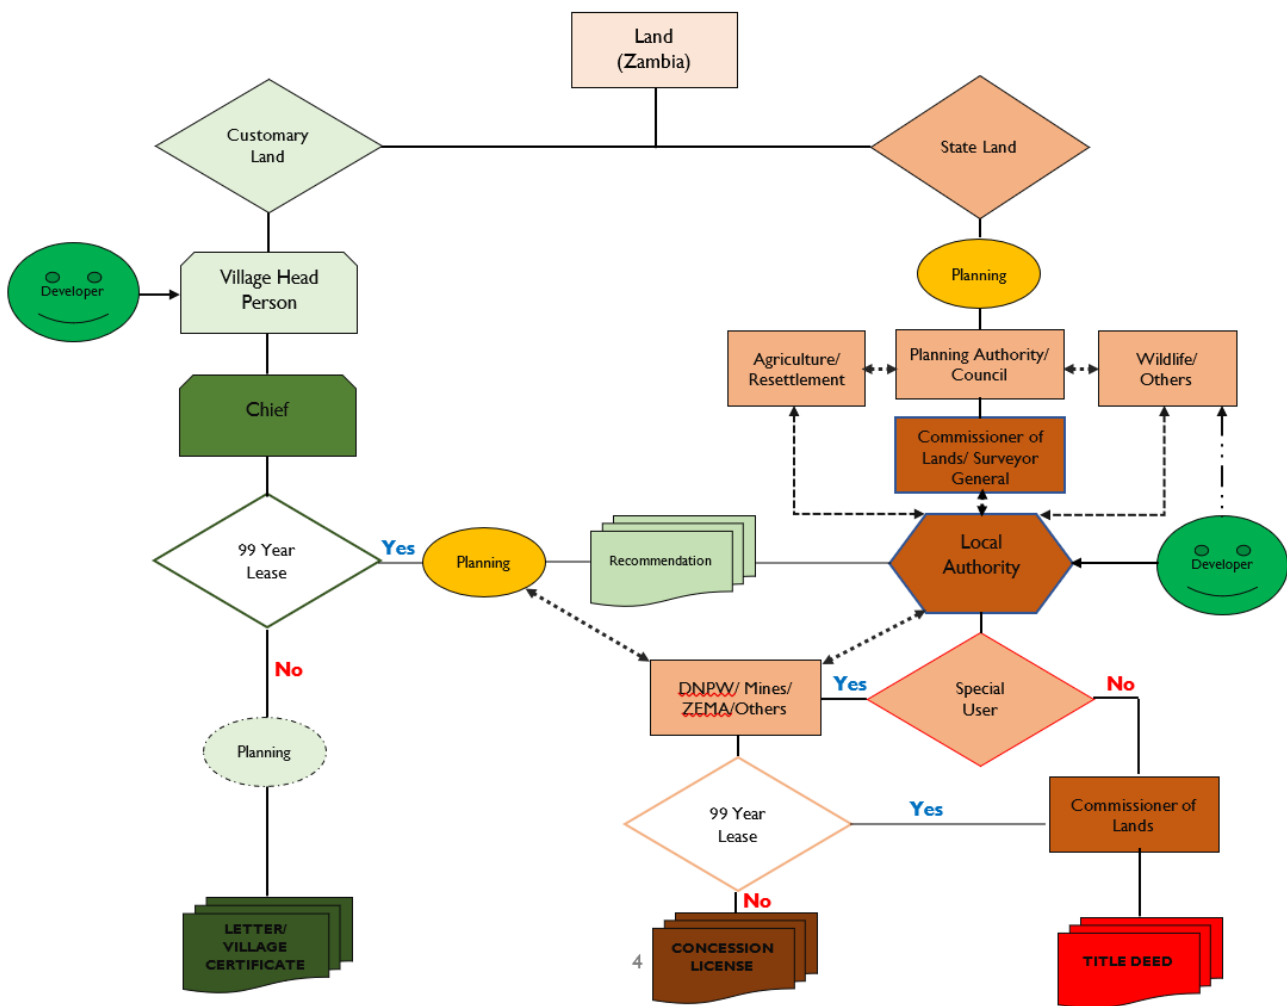 Land
(Zambia)
Customary
Land
State Land
Village Head
Person
Developer
Planning
Agriculture/
Resettlement
Planning Authority/
Council
Wildlife/
Others
Chief
Commissioner of
Lands/ Surveyor
General
99 Year
Lease
Yes
Planning
Recommendation
Local
Authority
Developer
No
DNPW/ Mines/
ZEMA/Others
Yes
Special
User
No
Planning
99 Year
Lease
Yes
Commissioner of
Lands
No
LETTER/
VILLAGE
CERTIFICATE
4
CONCESSION
LICENSE
TITLE DEED